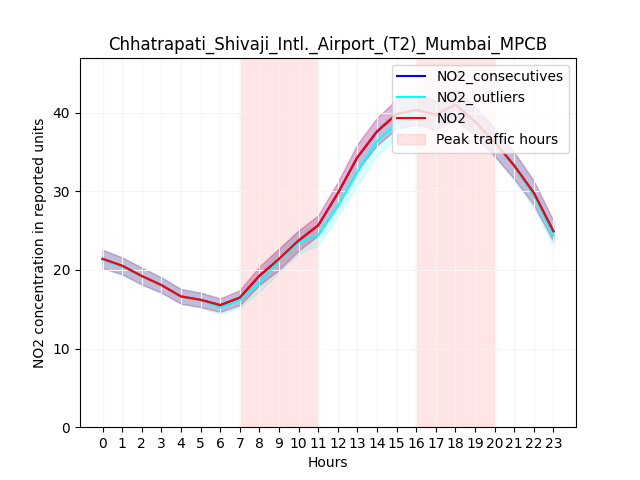 Chhatrapati_Shivaji_Intl._Airport_(T2)_Mumbai_MPCB
NO2_consecutives
NO2_outliers
NO2
Peak traffic hours
NO2 concentration in reported units
40
30
20
10
0
0 1 2 3 4 5 6 7 8 9 10 11 12 13 14 15 16 17 18 19 20 21 22 23
Hours